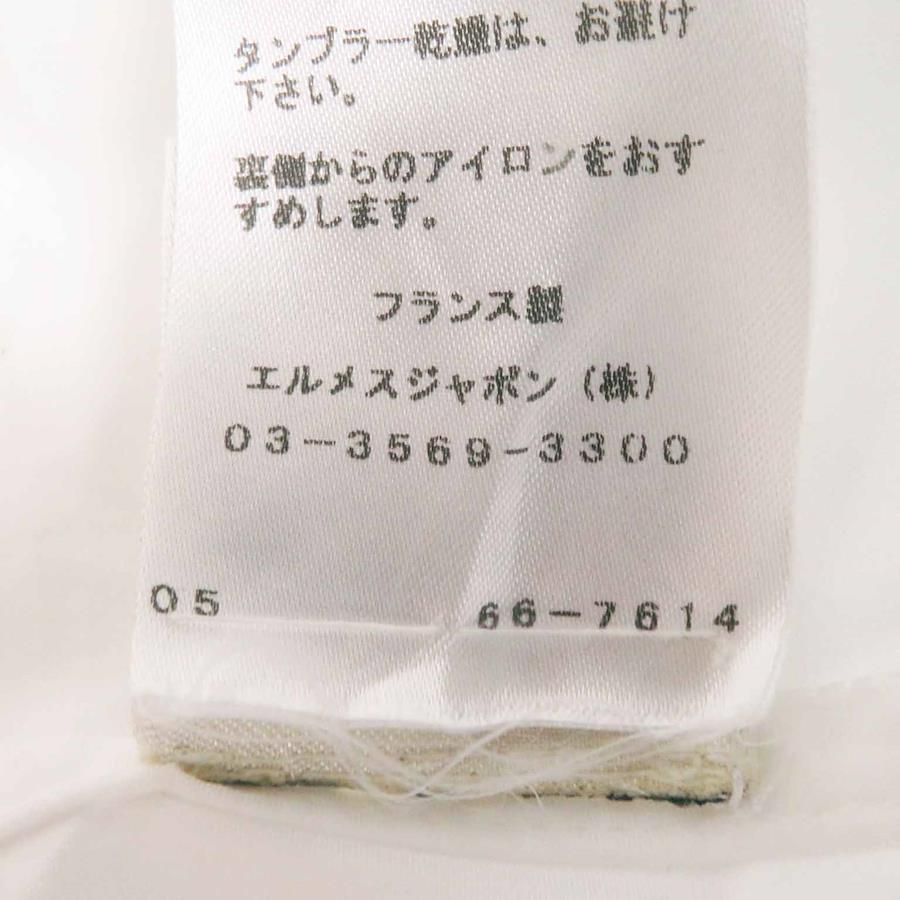 タンブラー乾燥は、お避け
下さい。
裏側からのアイロンをおす
すめします。
フランス製
エルメスジャポン（株）
03-3569-3300
05 66-7614